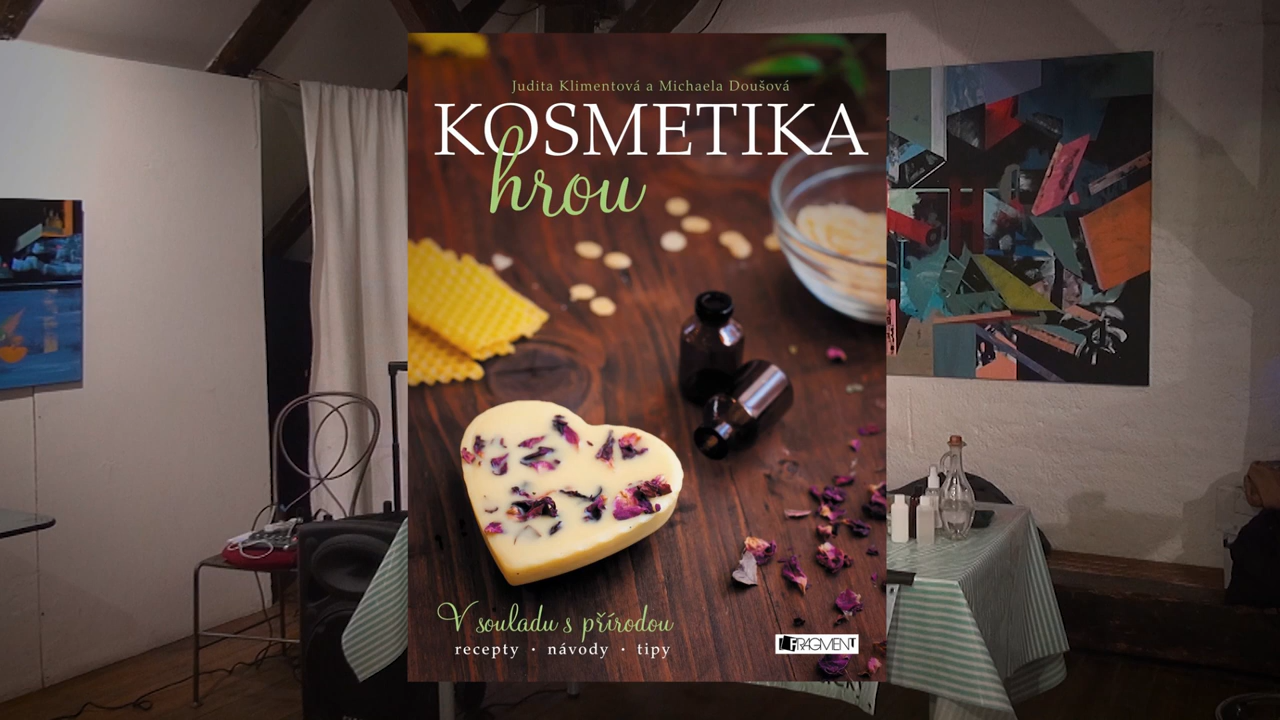 Judita Klimentová a Michaela Doušová
KOSMETIKA
hrou
V souladu s přírodou
recepty · návody · tipy
FRAGMENT